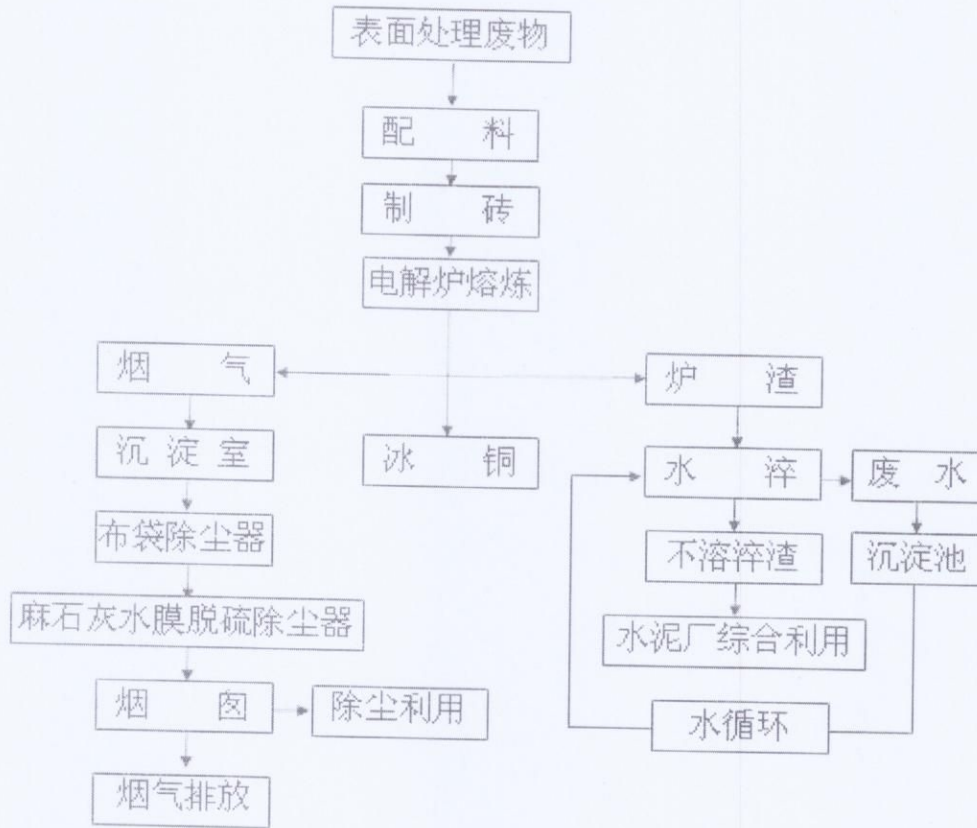 表面处理废物
配 料
制 砖
电解炉熔炼
烟 气
炉 渣
沉 淀 室
冰 铜
水 淬
废 水
布袋除尘器
不溶淬渣
沉淀池
麻石灰水膜脱硫除尘器
水泥厂综合利用
烟 囱
除尘利用
水循环
烟气排放